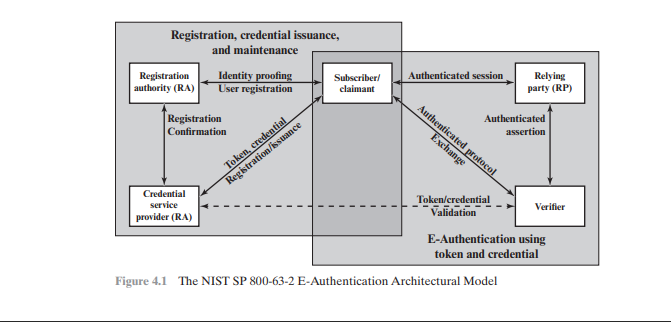 Registration, credential issuance,
and maintenance
Registration
authority (RA)
Identity proofing
User registration
Subscriber/
claimant
Authenticated session
Relying
party (RP)
Registration
Confirmation
Token, credential
Registration/issuance
Authenticated protocol
Exchange
Authenticated
assertion
Credential
service
provider (RA)
Token/credential
Validation
Verifier
E-Authentication using
token and credential
Figure 4.1 The NIST SP 800-63-2 E-Authentication Architectural Model